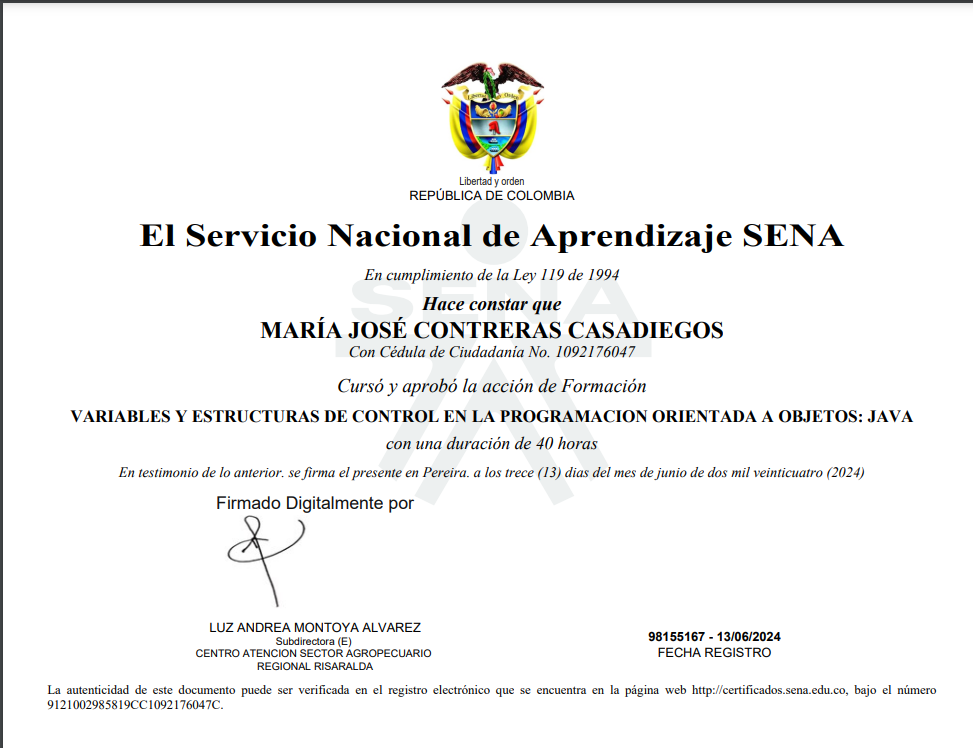 Libertad y Orden
Libertad y orden
REPÚBLICA DE COLOMBIA
SENA
El Servicio Nacional de Aprendizaje SENA
En cumplimiento de la Ley 119 de 1994
Hace constar que
MARÍA JOSÉ CONTRERAS CASADIEGOS
Con Cédula de Ciudadanía No. 1092176047
Cursó y aprobó la acción de Formación
VARIABLES Y ESTRUCTURAS DE CONTROL EN LA PROGRAMACION ORIENTADA A OBJETOS: JAVA
con una duración de 40 horas
En testimonio de lo anterior. se firma el presente en Pereira. a los trece (13) dias del mes de junio de dos mil veinticuatro (2024)
Firmado Digitalmente por
LUZ ANDREA MONTOYA ALVAREZ
Subdirectora (E)
CENTRO ATENCION SECTOR AGROPECUARIO
REGIONAL RISARALDA
98155167 - 13/06/2024
FECHA REGISTRO
La autenticidad de este documento puede ser verificada en el registro electrónico que se encuentra en la página web http://certificados.sena.edu.co, bajo el número
9121002985819CC1092176047C.